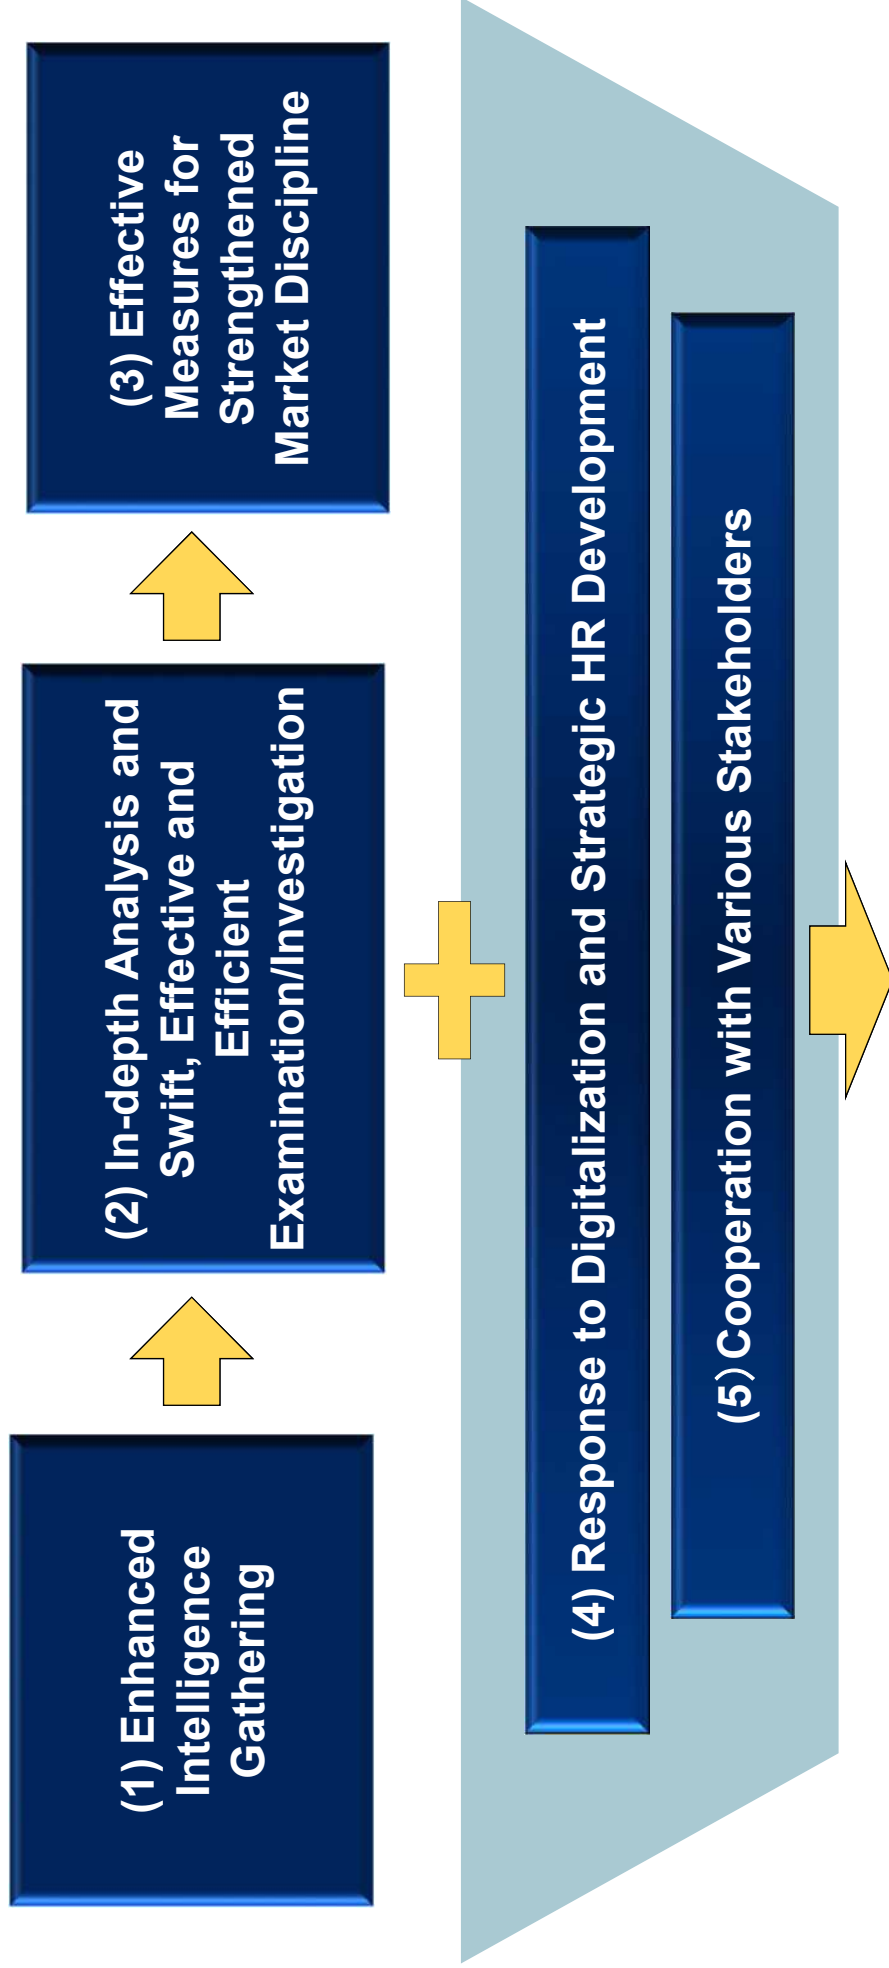 (1) Enhanced
Intelligence
Gathering
(2) In-depth Analysis and
Swift, Effective and
Efficient
Examination/Investigation
(3) Effective
Measures for
Strengthened
Market Discipline
(4) Response to Digitalization and Strategic HR Development
(5) Cooperation with Various Stakeholders